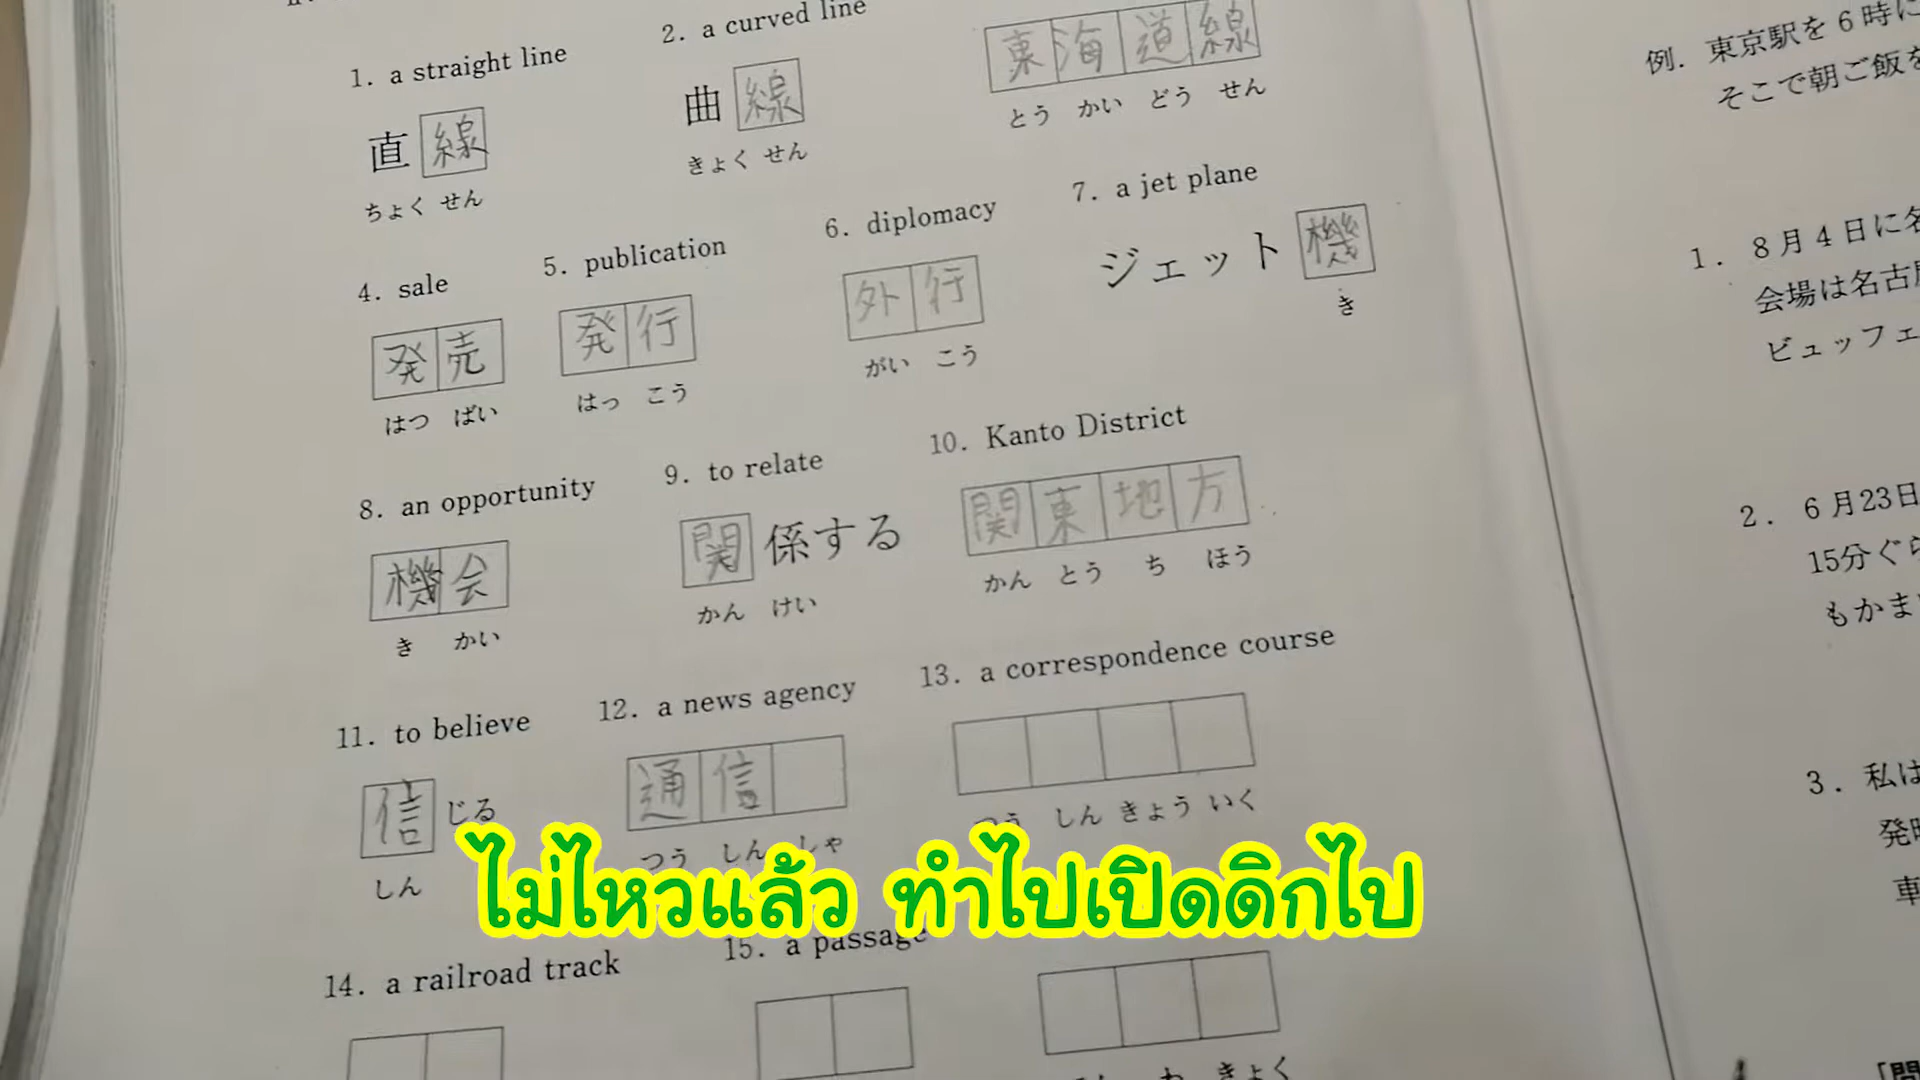 1. a straight line
直線
ちょく せん
2. a curved line
曲線
きょく せん
東海道線
とう かい どう せん
4. sale
発売
はつ ばい
5. publication
発行
はっ こう
6. diplomacy
外行
がい こう
7. a jet plane
ジェット機
き
8. an opportunity
機会
き かい
9. to relate
関係する
かん けい
10. Kanto District
関東地方
かん とう ち ほう
11. to believe
信じる
しん
12. a news agency
通信
つう しん しゃ
13. a correspondence course
つう しん きょう いく
14. a railroad track
15. a passage
きょく
例. 東京駅を6時に
そこで朝ご飯を
1. 8月4日に名
会場は名古屋
ビュッフェ
2. 6月23日
15分ぐら
もかま
3. 私は
発時
車
ไม่ไหวแล้ว ทำไปเปิดดิกไป